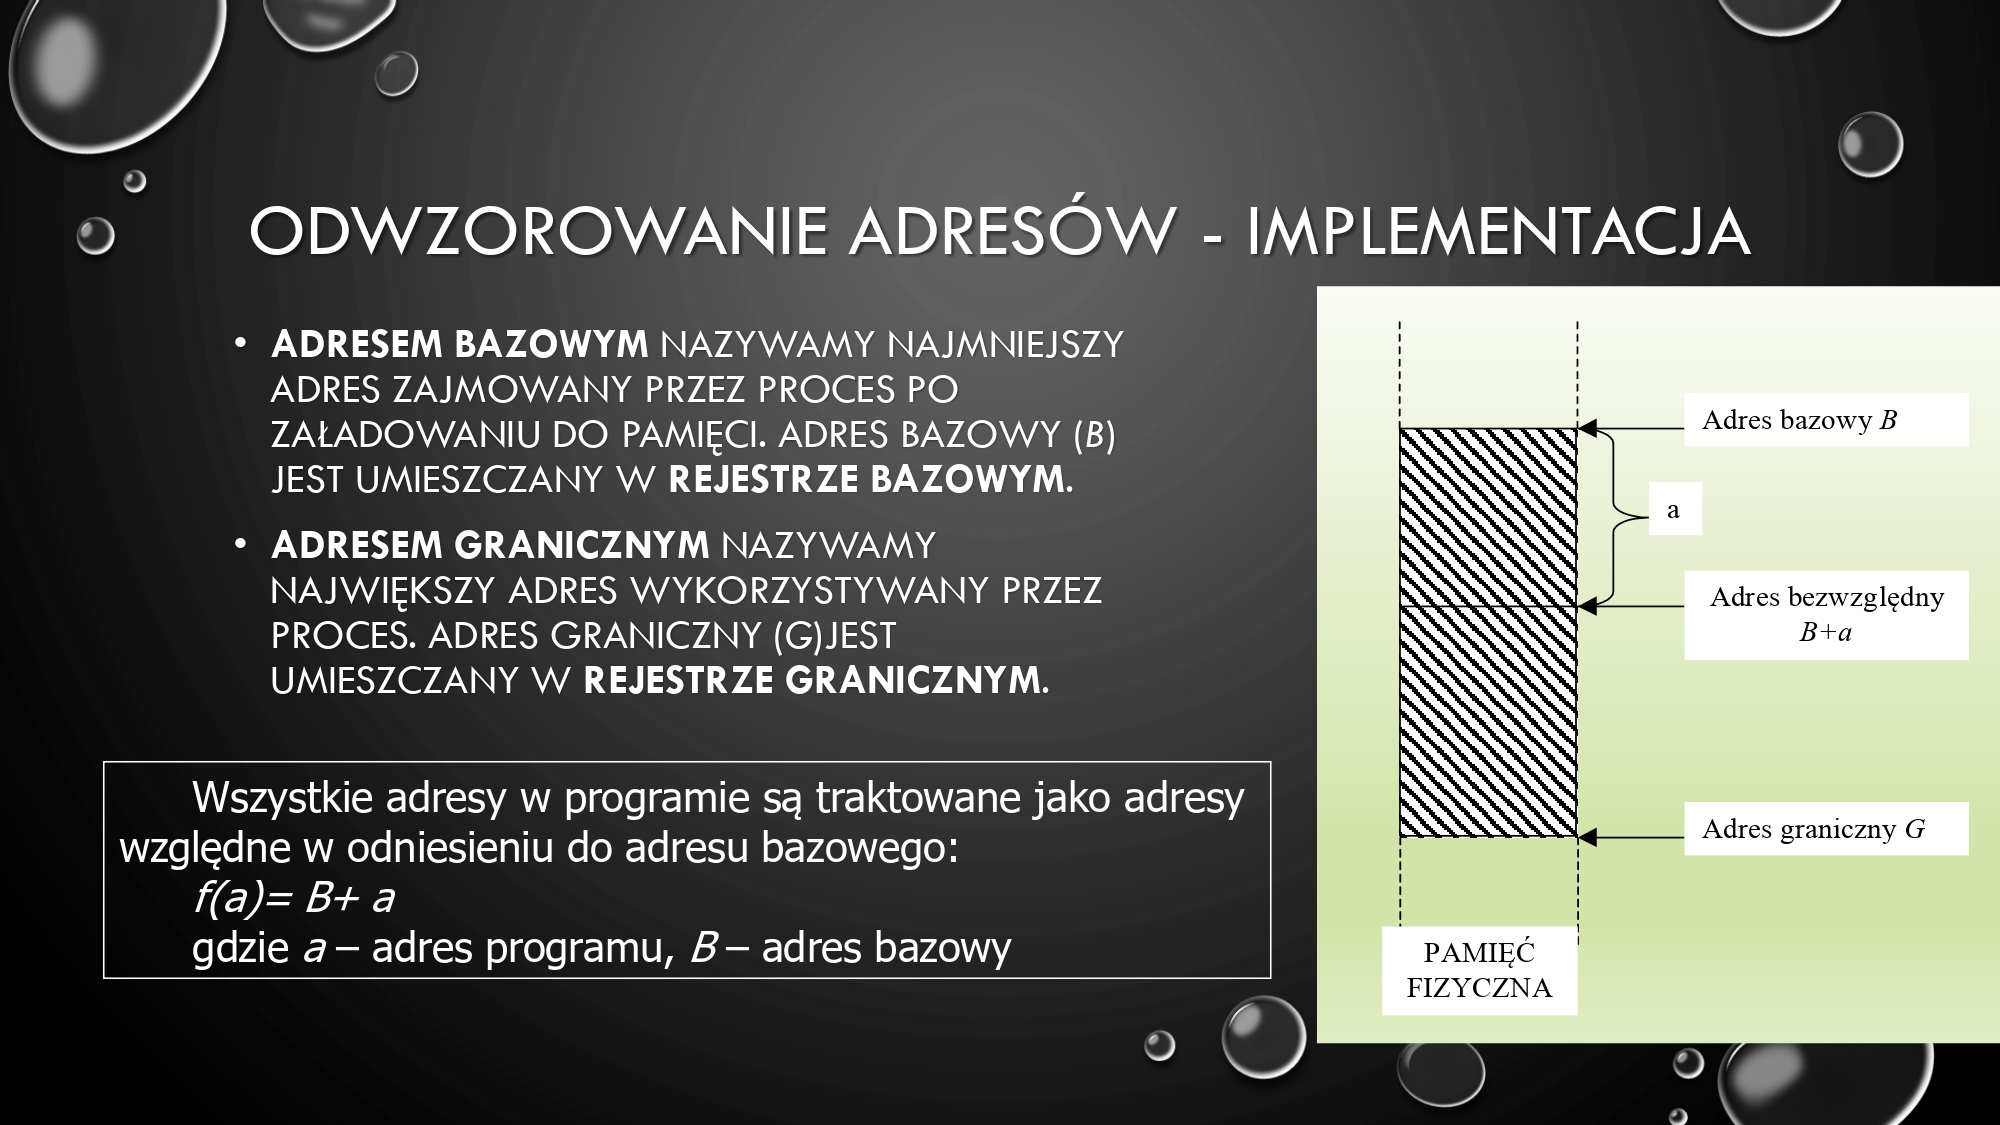 ODWZOROWANIE ADRESÓW - IMPLEMENTACJA
• ADRESEM BAZOWYM NAZYWAMY NAJMNIEJSZY
ADRES ZAJMOWANY PRZEZ PROCES PO
ZAŁADOWANIU DO PAMIĘCI. ADRES BAZOWY (B)
JEST UMIESZCZANY W REJESTRZE BAZOWYM.
• ADRESEM GRANICZNYM NAZYWAMY
NAJWIĘKSZY ADRES WYKORZYSTYWANY PRZEZ
PROCES. ADRES GRANICZNY (G)JEST
UMIESZCZANY W REJESTRZE GRANICZNYM.
Wszystkie adresy w programie są traktowane jako adresy
względne w odniesieniu do adresu bazowego:
f(a)= B+ a
gdzie a – adres programu, B – adres bazowy
Adres bazowy B
a
Adres bezwzględny
B+a
Adres graniczny G
PAMIĘĆ
FIZYCZNA